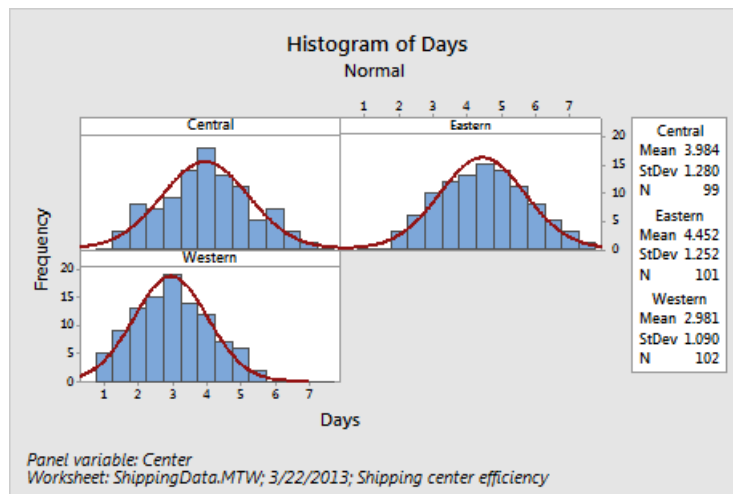 Histogram of Days
Normal
1 2 3 4 5 6 7
Central
Eastern
20
15
10
5
0
Frequency
Western
20
15
10
5
0
1 2 3 4 5 6 7
Days
Central
Mean 3.984
StDev 1.280
N 99
Eastern
Mean 4.452
StDev 1.252
N 101
Western
Mean 2.981
StDev 1.090
N 102
Panel variable: Center
Worksheet: ShippingData.MTW; 3/22/2013; Shipping center efficiency